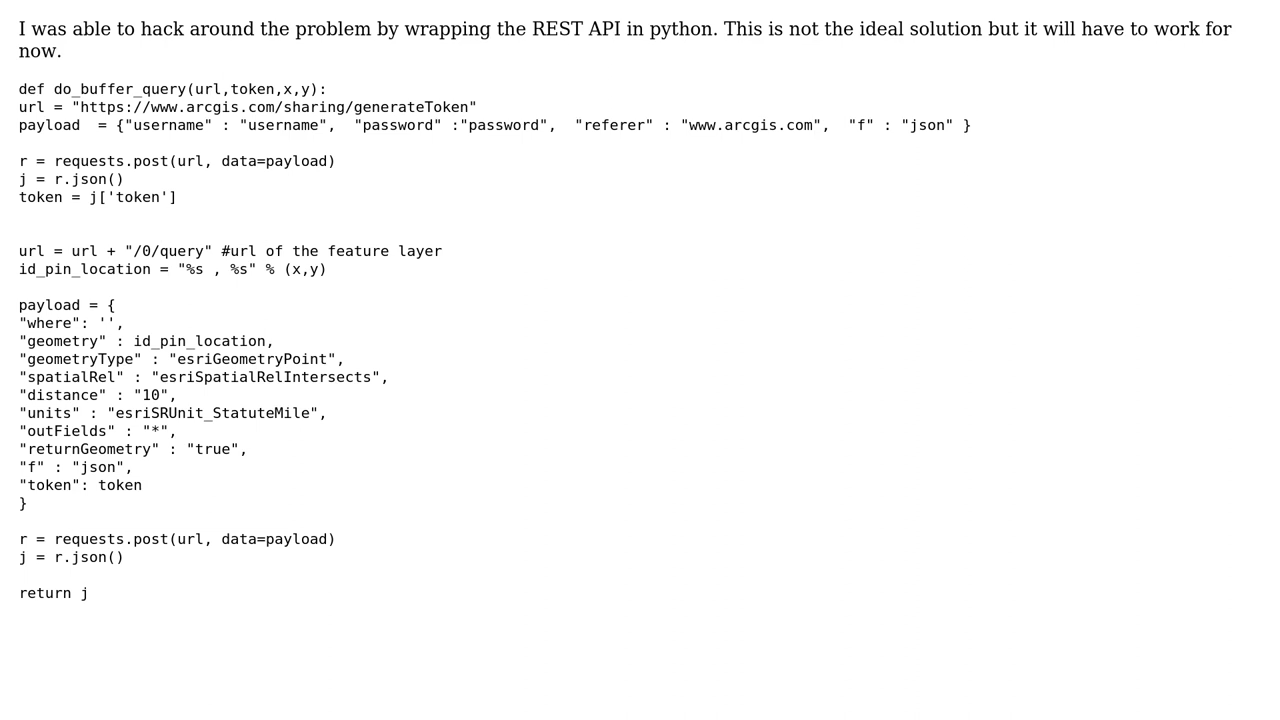 I was able to hack around the problem by wrapping the REST API in python. This is not the ideal solution but it will have to work for
now.
def do_buffer_query(url,token,x,y):
url = "https://www.arcgis.com/sharing/generateToken"
payload  = {"username" : "username",  "password" :"password",  "referer" : "www.arcgis.com",  "f" : "json" }
r = requests.post(url, data=payload)
j = r.json()
token = j['token']
url = url + "/0/query" #url of the feature layer
id_pin_location = "%s , %s" % (x,y)
payload = {
"where": '',
"geometry" : id_pin_location,
"geometryType" : "esriGeometryPoint",
"spatialRel" : "esriSpatialRelIntersects",
"distance" : "10",
"units" : "esriSRUnit_StatuteMile",
"outFields" : "*",
"returnGeometry" : "true",
"f" : "json",
"token": token
}
r = requests.post(url, data=payload)
j = r.json()
return j